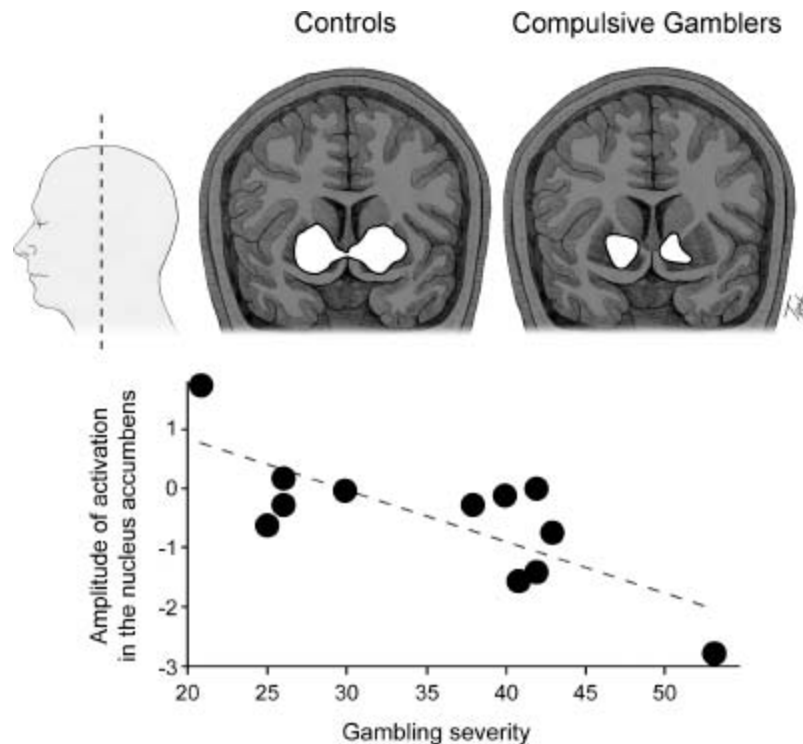 Controls
Compulsive Gamblers
Amplitude of activation
in the nucleus accumbens
1
0
-1
-2
-3
20
25
30
35
40
45
50
Gambling severity